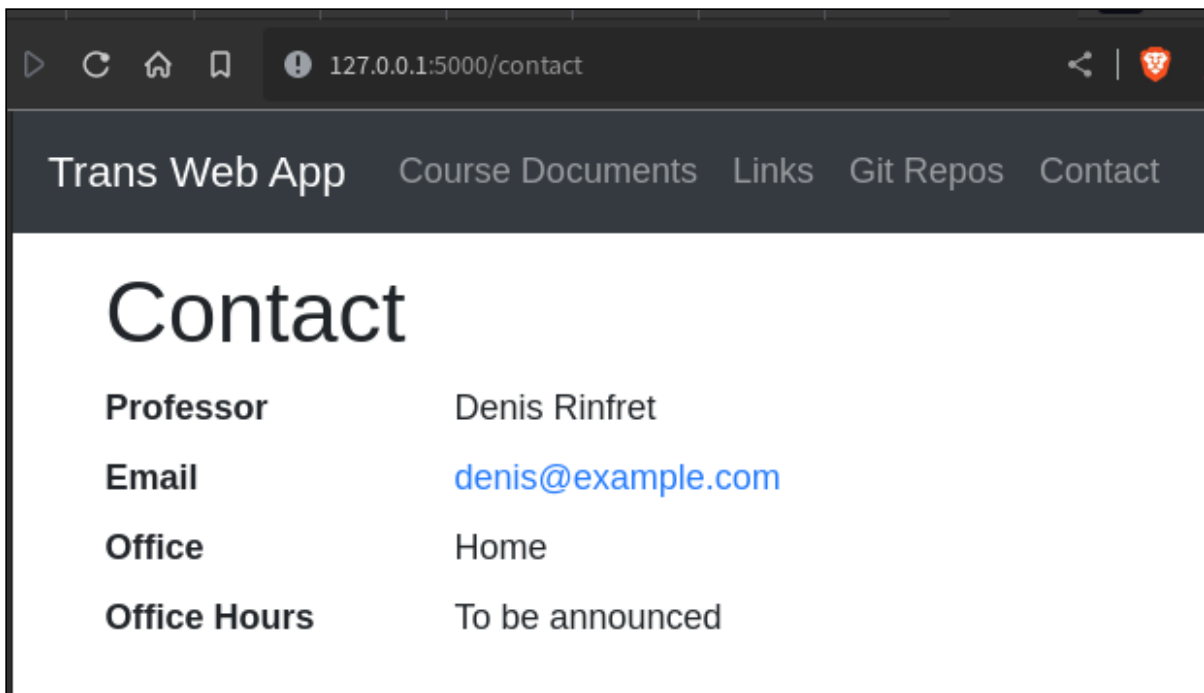 127.0.0.1:5000/contact
Trans Web App Course Documents Links Git Repos Contact
Contact
Professor Denis Rinfret
Email denis@example.com
Office Home
Office Hours To be announced